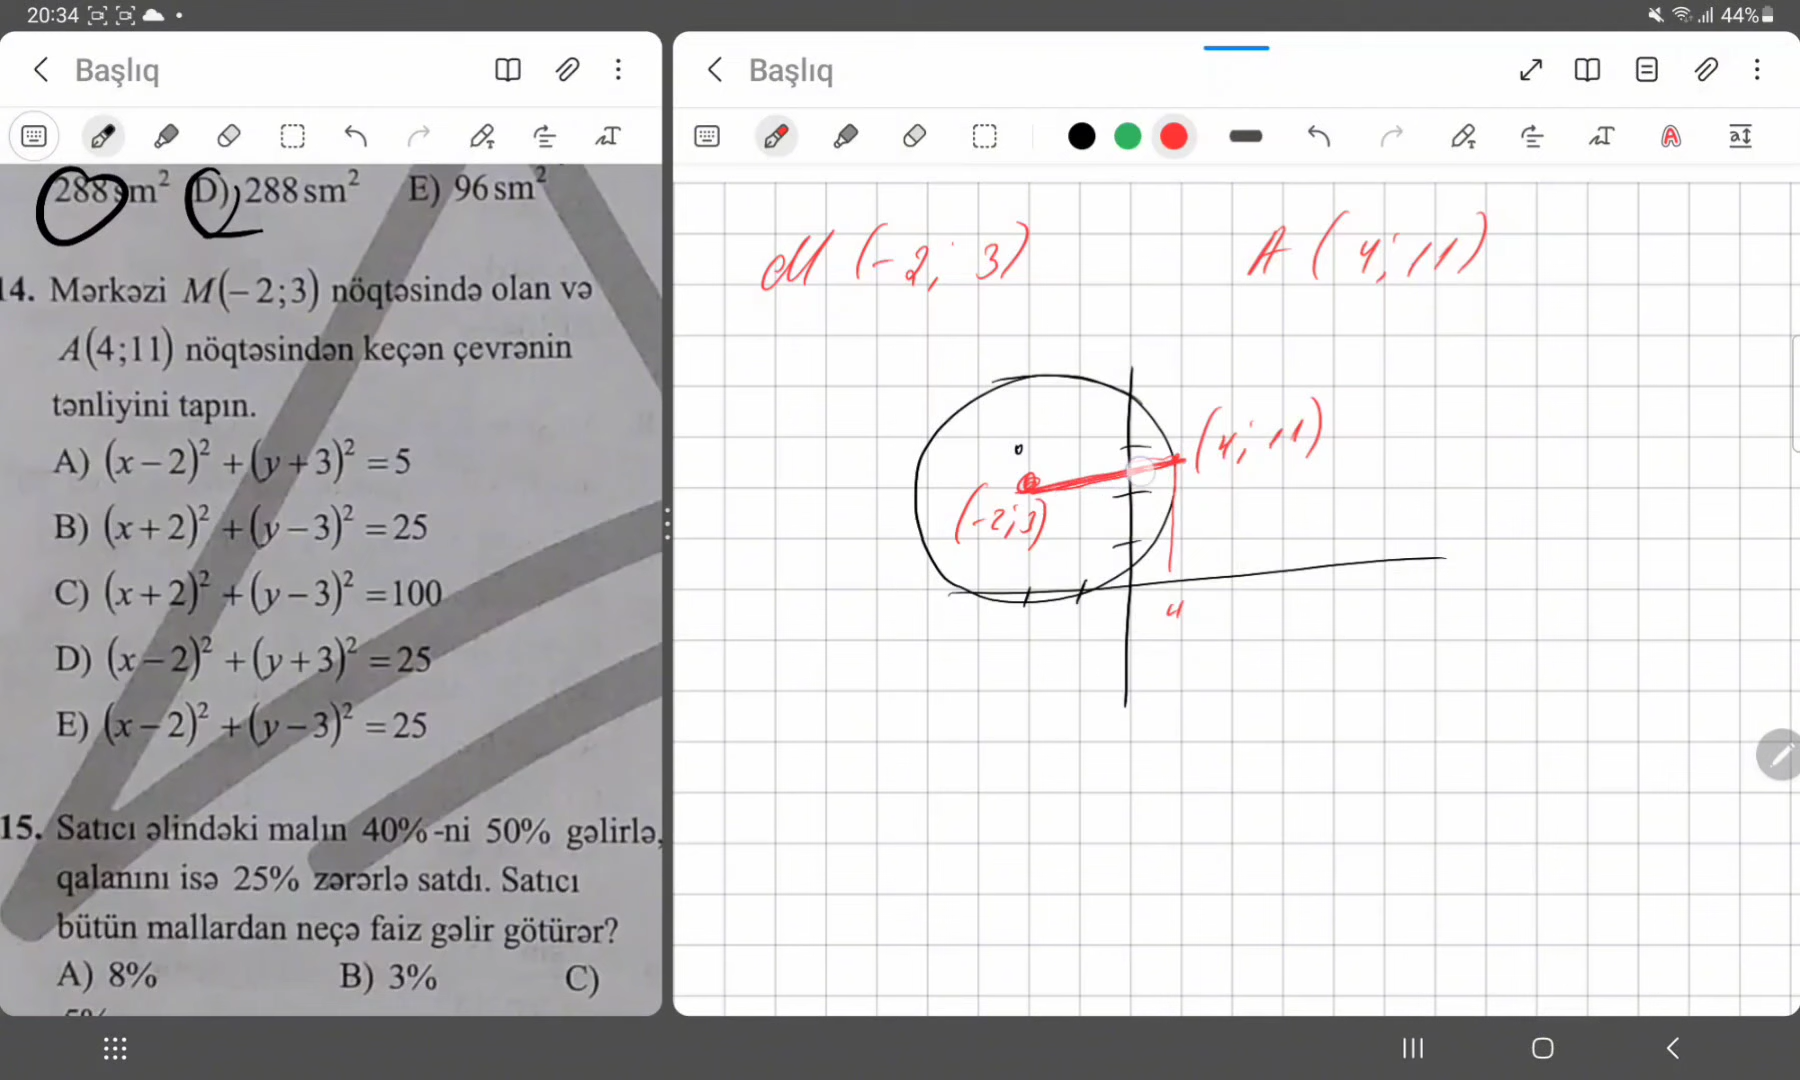 20:34
44%
Başlıq
288 sm² D) 288 sm² E) 96 sm²
14. Mərkəzi M(−2;3) nöqtəsində olan və
A(4;11) nöqtəsindən keçən çevrənin
tənliyini tapın.
A) (x−2)² +(y+3)² = 5
B) (x+2)² +(y−3)² = 25
C) (x+2)² +(y−3)² =100
D) (x−2)² +(y+3)² =25
E) (x−2)² +(y−3)² = 25
15. Satıcı əlindəki malın 40%-ni 50% gəlirlə,
qalanını isə 25% zərərlə satdı. Satıcı
bütün mallardan neçə faiz gəlir götürər?
A) 8% B) 3% C)
Başlıq
M (-2; 3) A (4; 11)
(4; 11)
(-2; 3)
4